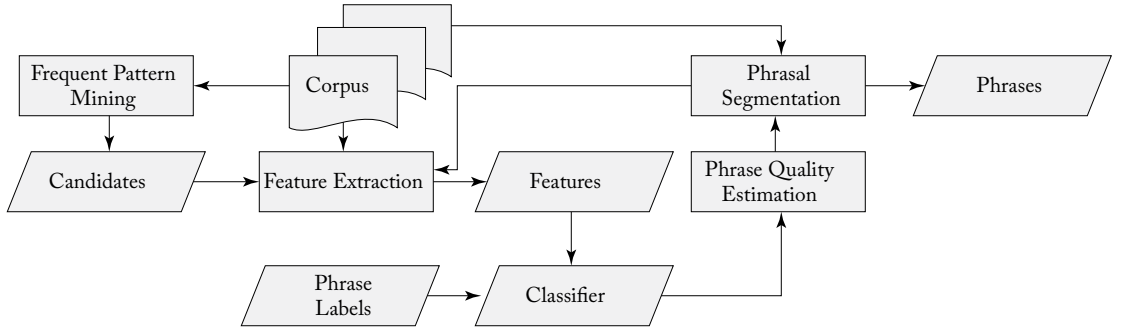 Frequent Pattern
Mining
Corpus
Phrasal
Segmentation
Phrases
Candidates
Feature Extraction
Features
Phrase Quality
Estimation
Phrase
Labels
Classifier